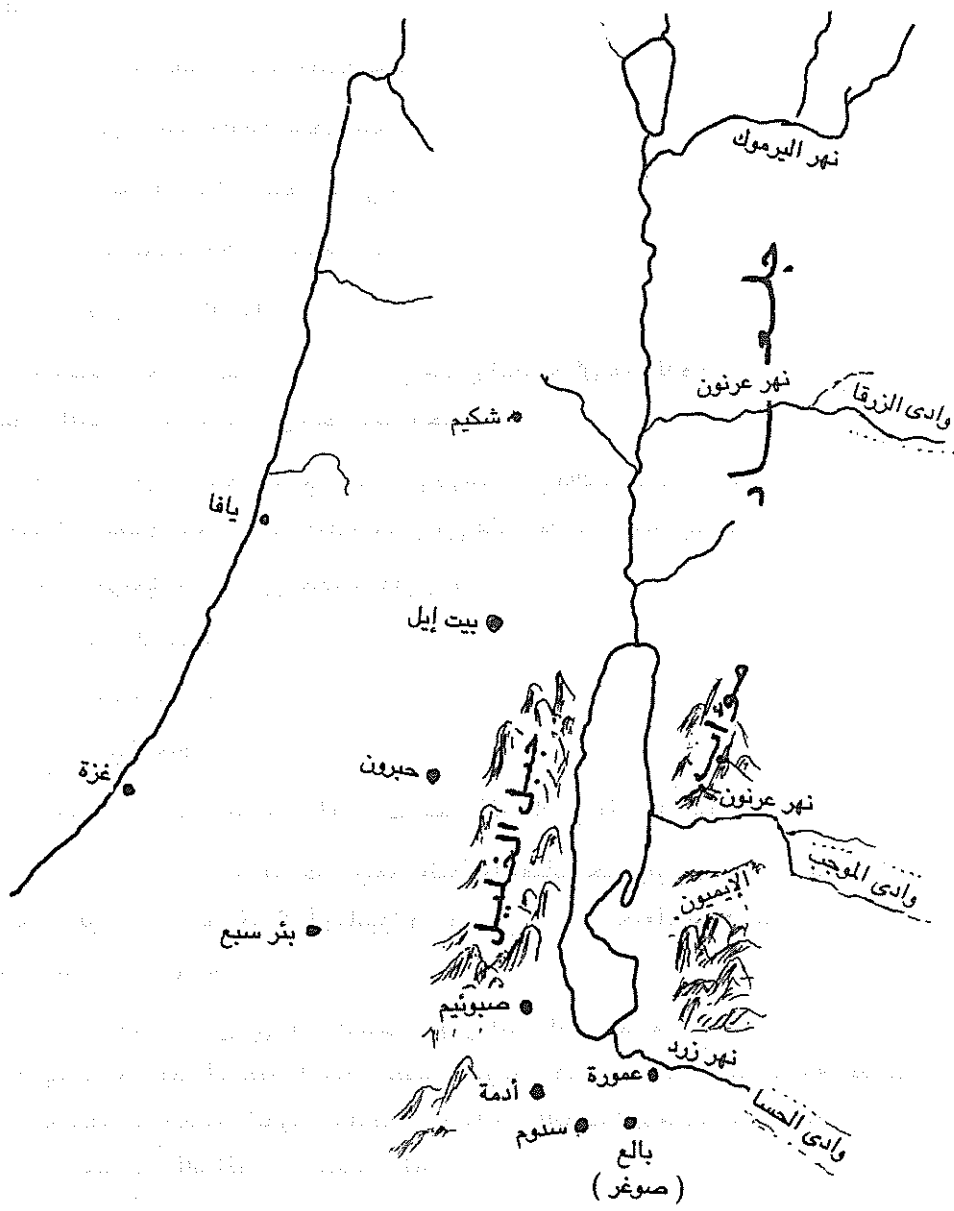 نهر اليرموك
جلعاد
نهر عرنون
وادى الزرقا
شكيم
يافا
بيت إيل
مؤاب
جبل الخليل
حبرون
غزة
نهر عرنون
وادى الموجب
الإيميون
بئر سبع
صبوئيم
نهر زرد
عمورة
أدمة
وادى الحسا
سدوم
بالع
( صوغر )